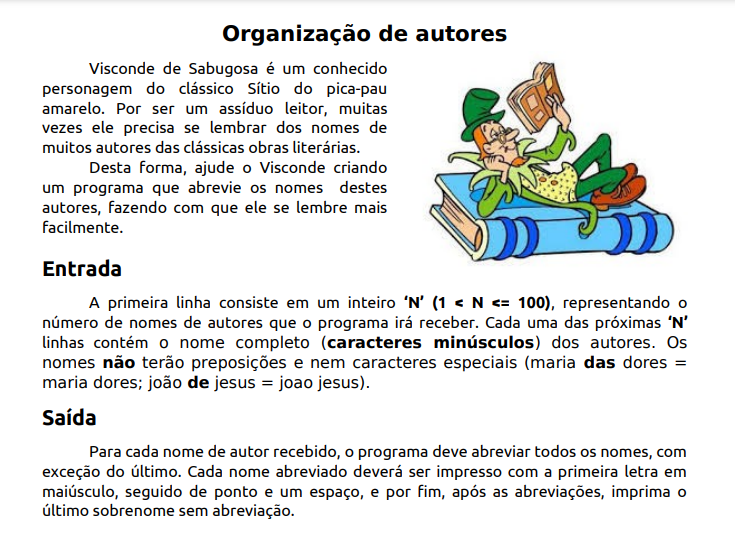 Organização de autores
Visconde de Sabugosa é um conhecido
personagem do clássico Sítio do pica-pau
amarelo. Por ser um assíduo leitor, muitas
vezes ele precisa se lembrar dos nomes de
muitos autores das clássicas obras literárias.
Desta forma, ajude o Visconde criando
um programa que abrevie os nomes destes
autores, fazendo com que ele se lembre mais
facilmente.
Entrada
A primeira linha consiste em um inteiro ‘N’ (1 < N <= 100), representando o
número de nomes de autores que o programa irá receber. Cada uma das próximas ‘N’
linhas contém o nome completo (caracteres minúsculos) dos autores. Os
nomes não terão preposições e nem caracteres especiais (maria das dores =
maria dores; joão de jesus = joao jesus).
Saída
Para cada nome de autor recebido, o programa deve abreviar todos os nomes, com
exceção do último. Cada nome abreviado deverá ser impresso com a primeira letra em
maiúsculo, seguido de ponto e um espaço, e por fim, após as abreviações, imprima o
último sobrenome sem abreviação.